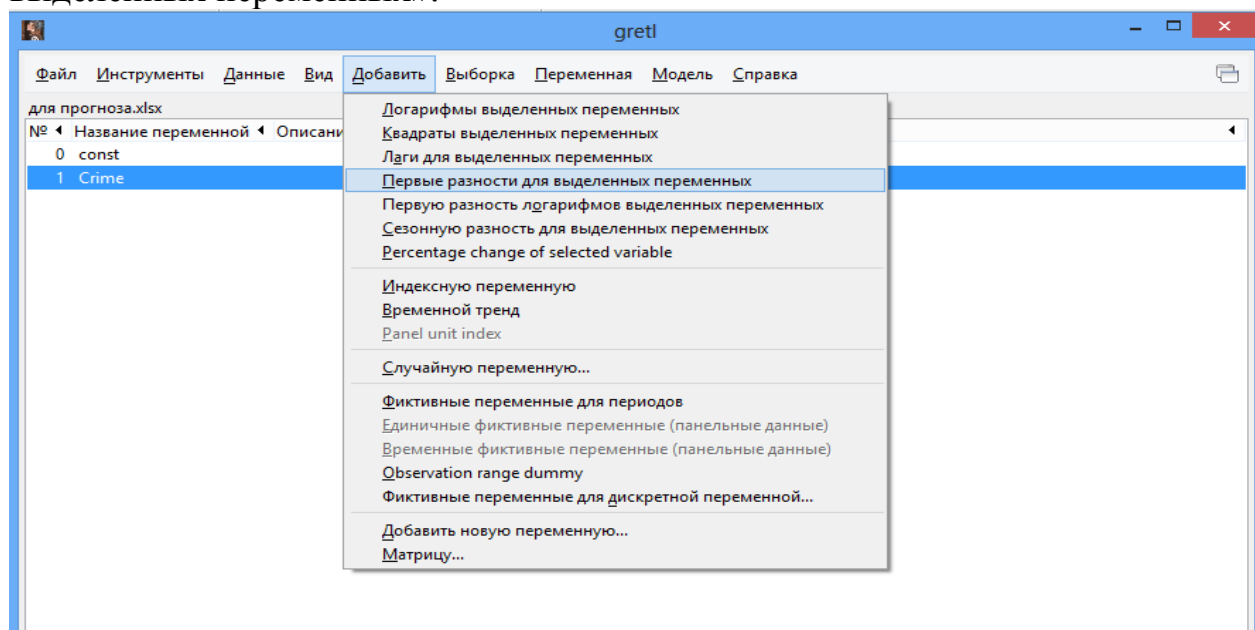 выделенных переменных».
gretl
Файл Инструменты Данные Вид Добавить Выборка Переменная Модель Справка
для прогноза.xlsx
№ Название переменной Описани
0 const
1 Crime
Логарифмы выделенных переменных
Квадраты выделенных переменных
Лаги для выделенных переменных
Первые разности для выделенных переменных
Первую разность логарифмов выделенных переменных
Сезонную разность для выделенных переменных
Percentage change of selected variable
Индексную переменную
Временной тренд
Panel unit index
Случайную переменную...
Фиктивные переменные для периодов
Единичные фиктивные переменные (панельные данные)
Временные фиктивные переменные (панельные данные)
Observation range dummy
Фиктивные переменные для дискретной переменной...
Добавить новую переменную...
Матрицу...